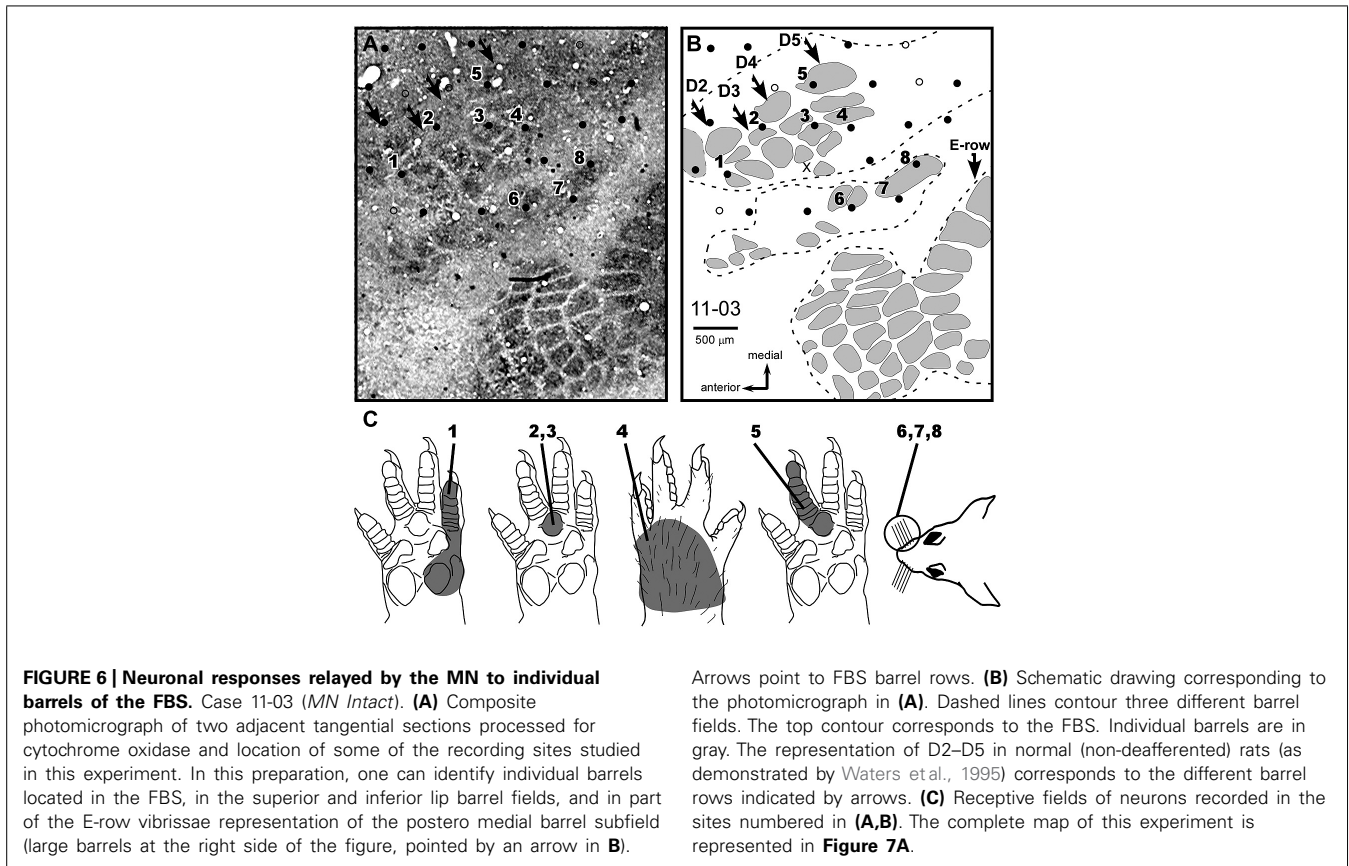 A
5
2
3
4
1
8
7
6
B
D5
D4
5
D2
D3
2
3
4
1
8
E-row
X
7
6
11-03
500 μm
medial
anterior
C
1
2,3
4
5
6,7,8
FIGURE 6 | Neuronal responses relayed by the MN to individual
barrels of the FBS. Case 11-03 (MN Intact). (A) Composite
photomicrograph of two adjacent tangential sections processed for
cytochrome oxidase and location of some of the recording sites studied
in this experiment. In this preparation, one can identify individual barrels
located in the FBS, in the superior and inferior lip barrel fields, and in part
of the E-row vibrissae representation of the postero medial barrel subfield
(large barrels at the right side of the figure, pointed by an arrow in B).
Arrows point to FBS barrel rows. (B) Schematic drawing corresponding to
the photomicrograph in (A). Dashed lines contour three different barrel
fields. The top contour corresponds to the FBS. Individual barrels are in
gray. The representation of D2–D5 in normal (non-deafferented) rats (as
demonstrated by Waters et al., 1995) corresponds to the different barrel
rows indicated by arrows. (C) Receptive fields of neurons recorded in the
sites numbered in (A,B). The complete map of this experiment is
represented in Figure 7A.